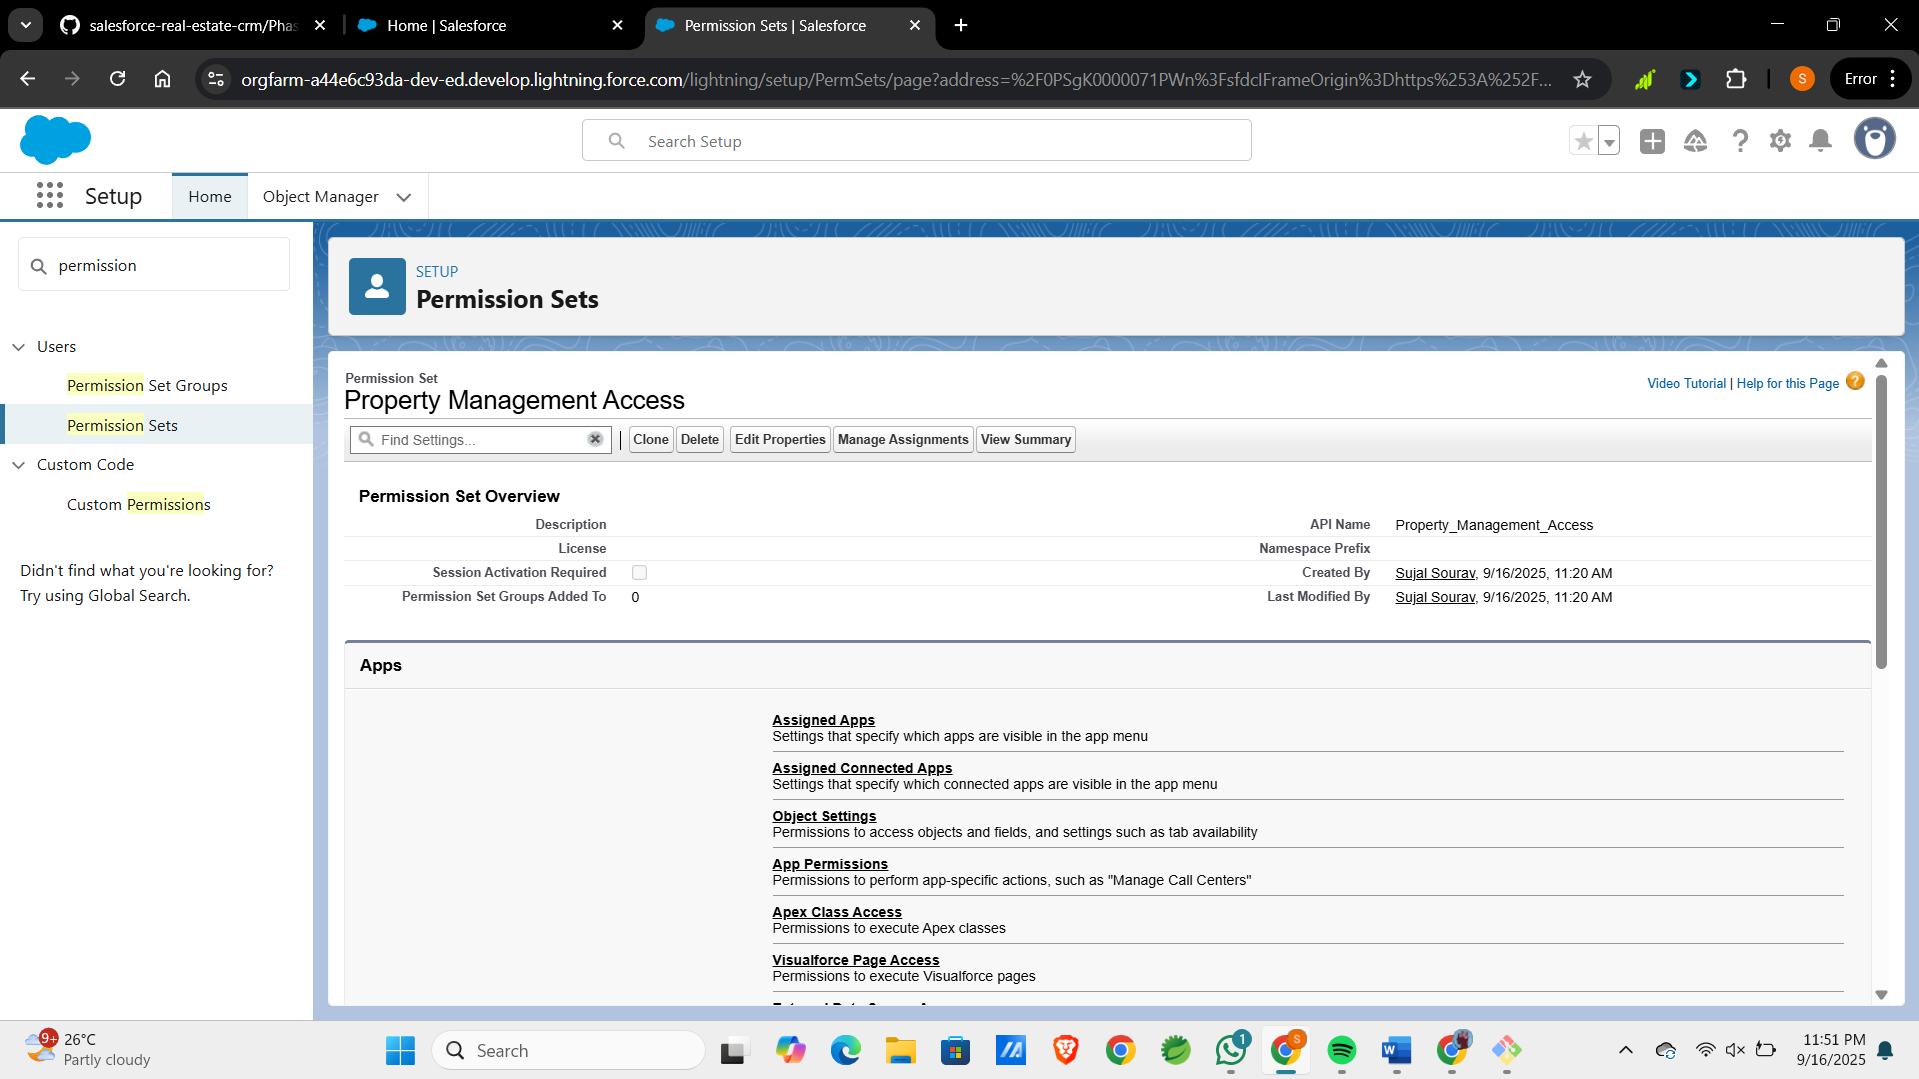 salesforce-real-estate-crm/Phas
Home | Salesforce
Permission Sets | Salesforce
orgfarm-a44e6c93da-dev-ed.develop.lightning.force.com/lightning/setup/PermSets/page?address=%2F0PSgK0000071PWn%3FsfdcIFrameOrigin%3Dhttps%253A%252F...
S
Error
Search Setup
Setup
Home
Object Manager
permission
Users
Permission Set Groups
Permission Sets
Custom Code
Custom Permissions
Didn't find what you're looking for?
Try using Global Search.
SETUP
Permission Sets
Permission Set
Property Management Access
Video Tutorial | Help for this Page ?
Find Settings...
Clone
Delete
Edit Properties
Manage Assignments
View Summary
Permission Set Overview
Description
API Name Property_Management_Access
License
Namespace Prefix
Session Activation Required
Created By Sujal Sourav, 9/16/2025, 11:20 AM
Permission Set Groups Added To 0
Last Modified By Sujal Sourav, 9/16/2025, 11:20 AM
Apps
Assigned Apps
Settings that specify which apps are visible in the app menu
Assigned Connected Apps
Settings that specify which connected apps are visible in the app menu
Object Settings
Permissions to access objects and fields, and settings such as tab availability
App Permissions
Permissions to perform app-specific actions, such as "Manage Call Centers"
Apex Class Access
Permissions to execute Apex classes
Visualforce Page Access
Permissions to execute Visualforce pages
9+
26°C
Partly cloudy
Search
1
S
11:51 PM
9/16/2025